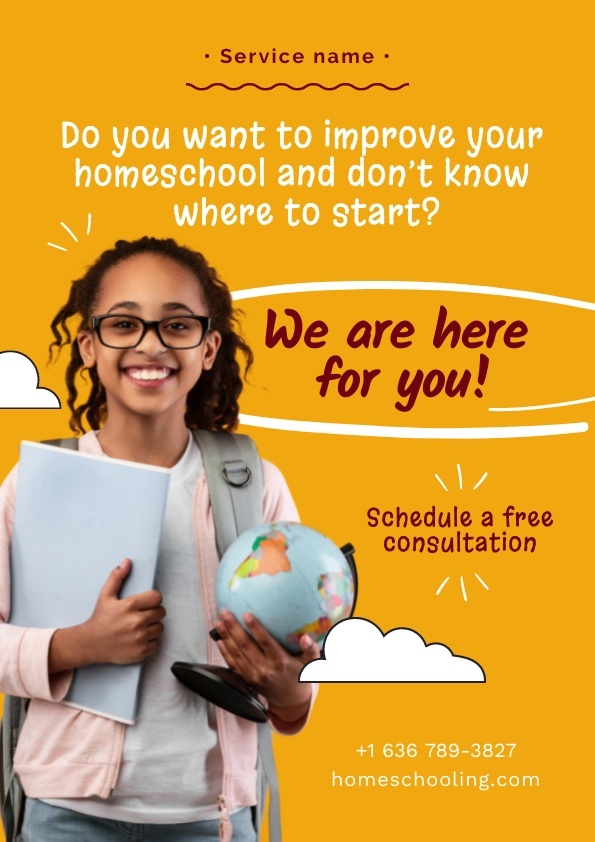 · Service name ·
Do you want to improve your
homeschool and don't know
where to start?
We are here
for you!
Schedule a free
consultation
+1 636 789-3827
homeschooling.com